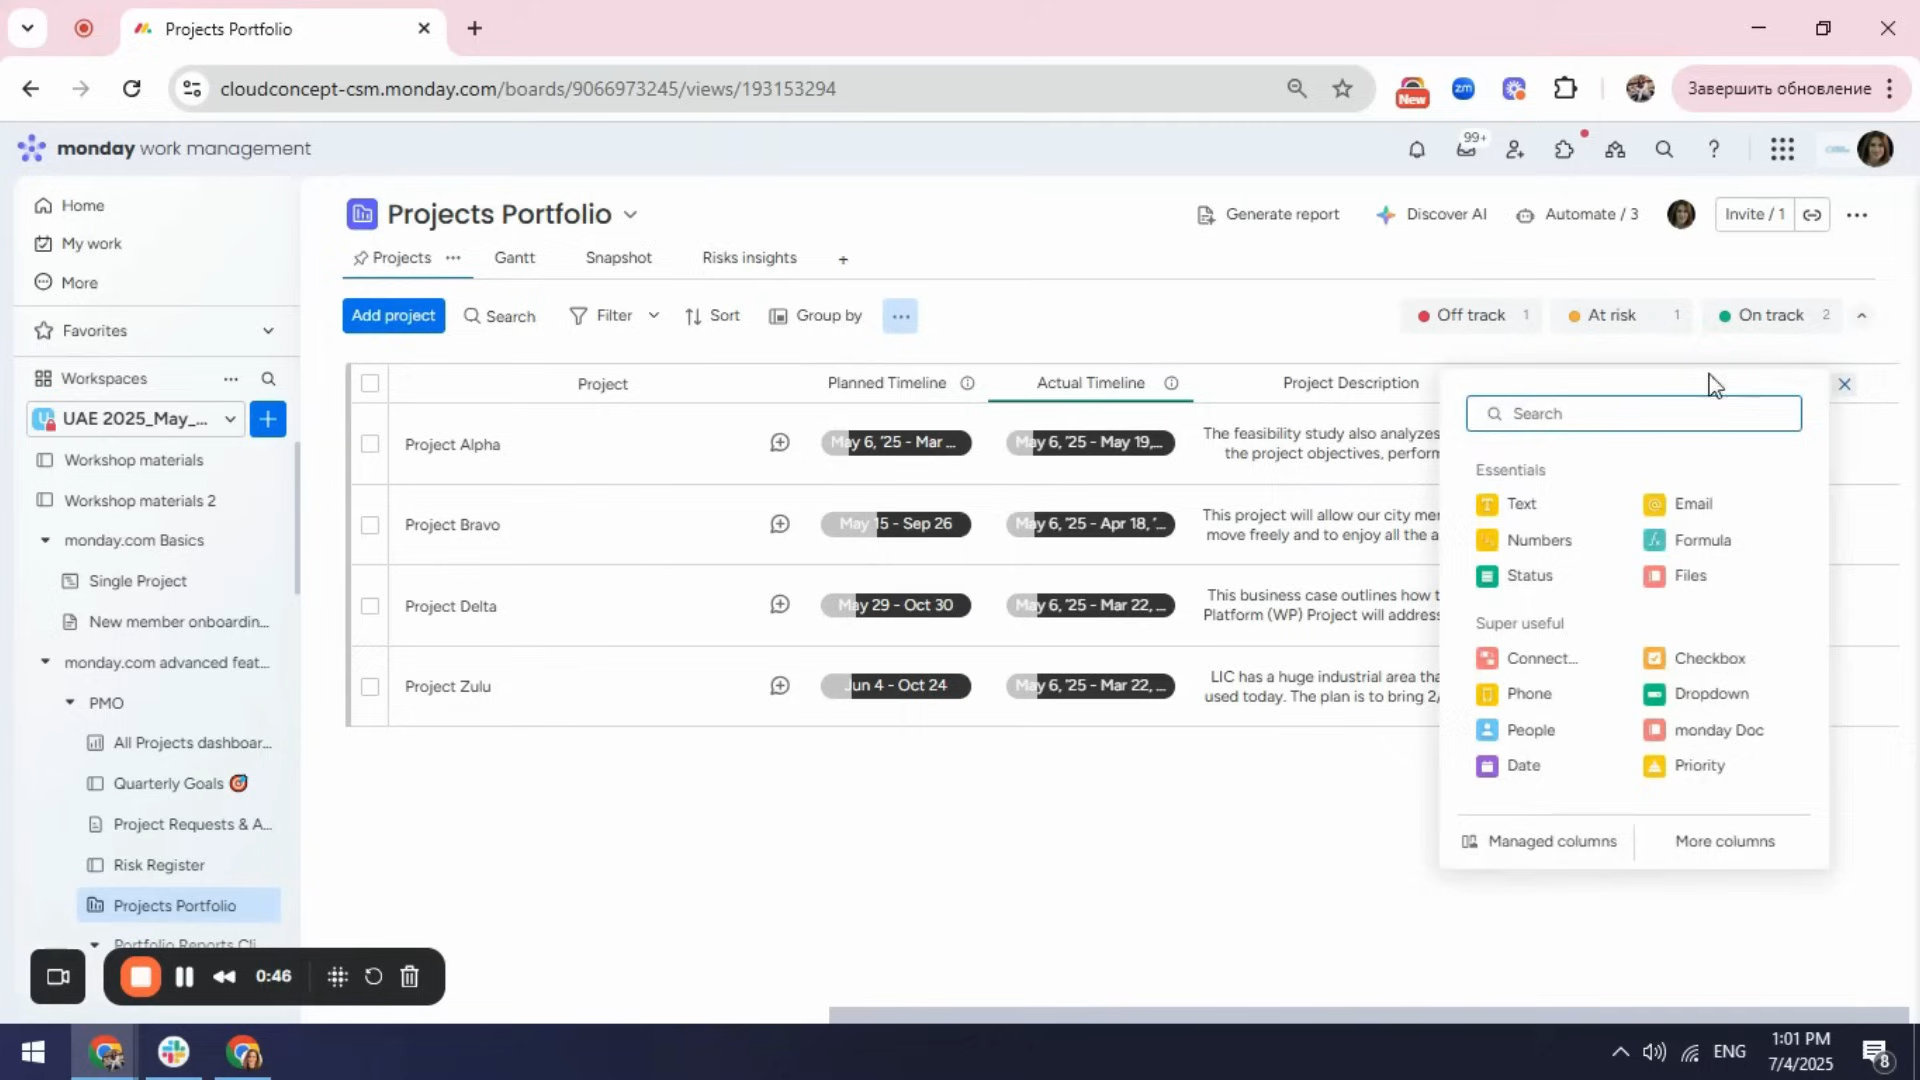 Projects Portfolio
cloudconcept-csm.monday.com/boards/9066973245/views/193153294
New
zm
Завершить обновление
monday work management
99+
Home
My work
More
Favorites
Workspaces
UAE 2025_May_...
Workshop materials
Workshop materials 2
monday.com Basics
Single Project
New member onboardin...
monday.com advanced feat...
PMO
All Projects dashboar...
Quarterly Goals
Project Requests & A...
Risk Register
Projects Portfolio
Portfolio Reports Cli
Projects Portfolio
Generate report
Discover AI
Automate / 3
Invite / 1
Projects
Gantt
Snapshot
Risks insights
Add project
Search
Filter
Sort
Group by
Off track 1
At risk 1
On track 2
Project
Planned Timeline
Actual Timeline
Project Description
Project Alpha
May 6, '25 - Mar ...
May 6, '25 - May 19,...
The feasibility study also analyzes
the project objectives, perform
Project Bravo
May 15 - Sep 26
May 6, '25 - Apr 18, '...
This project will allow our city me
move freely and to enjoy all the a
Project Delta
May 29 - Oct 30
May 6, '25 - Mar 22, ...
This business case outlines how t
Platform (WP) Project will address
Project Zulu
Jun 4 - Oct 24
May 6, '25 - Mar 22, ...
LIC has a huge industrial area tha
used today. The plan is to bring 2/
Search
Essentials
Text
Email
Numbers
Formula
Status
Files
Super useful
Connect...
Checkbox
Phone
Dropdown
People
monday Doc
Date
Priority
Managed columns
More columns
0:46
ENG
1:01 PM
7/4/2025
8